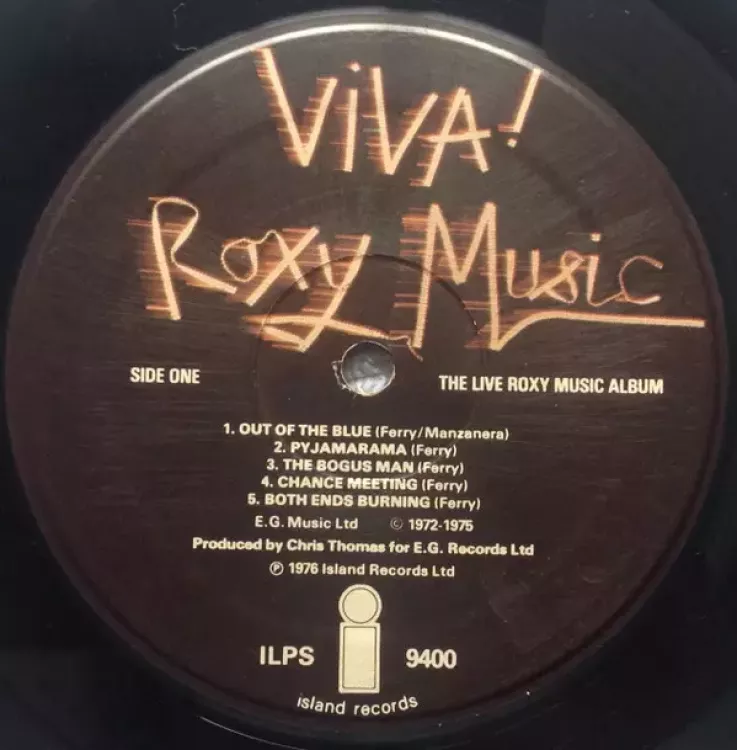 ViVA!
Roxy Music
SIDE ONE
THE LIVE ROXY MUSIC ALBUM
1. OUT OF THE BLUE (Ferry/Manzanera)
2. PYJAMARAMA (Ferry)
3. THE BOGUS MAN (Ferry)
4. CHANCE MEETING (Ferry)
5. BOTH ENDS BURNING (Ferry)
E.G. Music Ltd © 1972-1975
Produced by Chris Thomas for E.G. Records Ltd
℗ 1976 Island Records Ltd
ILPS i 9400
island records